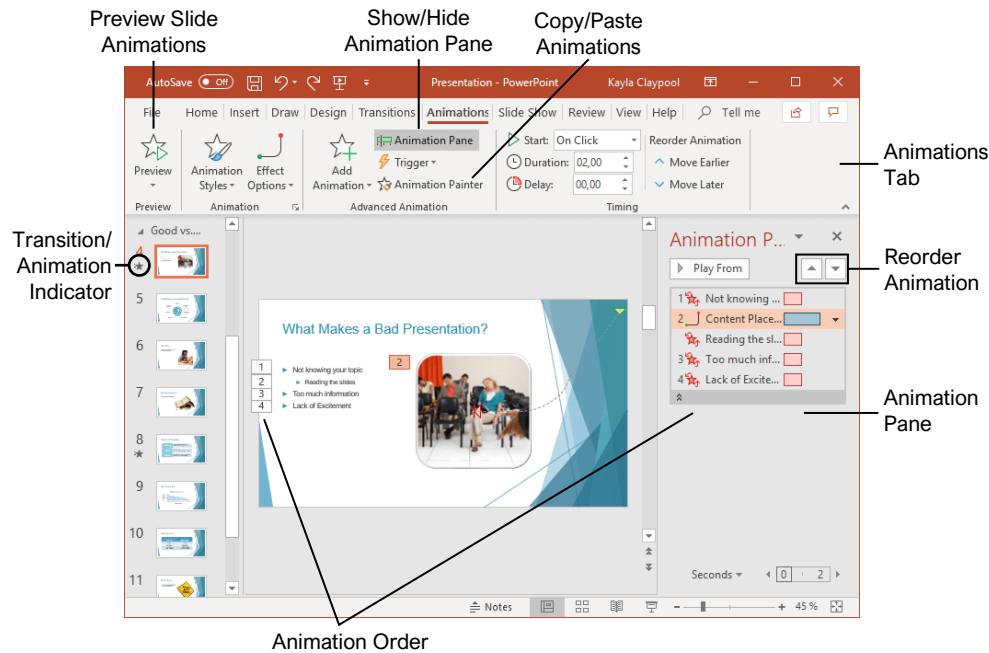 Preview Slide
Animations
Show/Hide
Animation Pane
Copy/Paste
Animations
AutoSave Off
Presentation - PowerPoint
Kayla Claypool
File Home Insert Draw Design Transitions Animations Slide Show Review View Help Tell me
Preview
Animation
Styles
Effect
Options
Add
Animation
Animation Pane
Trigger
Animation Painter
Start: On Click
Duration: 02,00
Delay: 00,00
Reorder Animation
Move Earlier
Move Later
Preview Animation Advanced Animation Timing
Animations
Tab
Transition/
Animation
Indicator
Good vs....
4
5
6
7
8
9
10
11
What Makes a Bad Presentation?
1 Not knowing your topic
2 Reading the slides
3 Too much information
4 Lack of Excitement
2
Animation P...
Play From
1 Not knowing ...
2 Content Place...
Reading the sl...
3 Too much inf...
4 Lack of Excite...
Seconds 0 2
Reorder
Animation
Animation
Pane
Notes
45 %
Animation Order